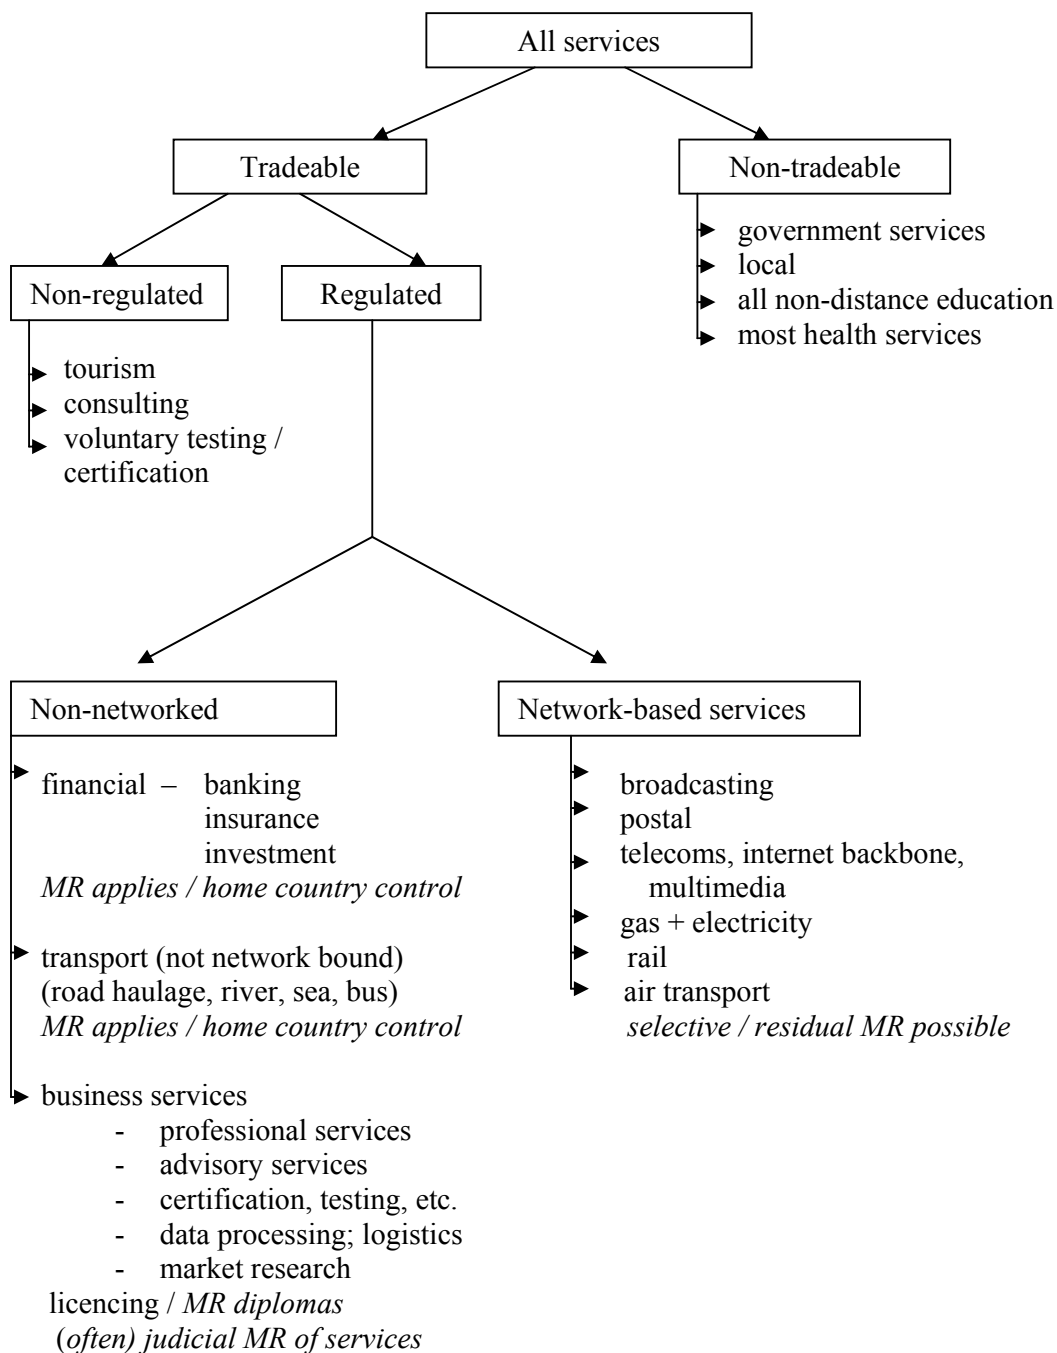 All services
Tradeable
Non-tradeable
government services
local
all non-distance education
most health services
Non-regulated
Regulated
tourism
consulting
voluntary testing /
certification
Non-networked
financial – banking
insurance
investment
MR applies / home country control
transport (not network bound)
(road haulage, river, sea, bus)
MR applies / home country control
business services
- professional services
- advisory services
- certification, testing, etc.
- data processing; logistics
- market research
licencing / MR diplomas
(often) judicial MR of services
Network-based services
broadcasting
postal
telecoms, internet backbone,
multimedia
gas + electricity
rail
air transport
selective / residual MR possible